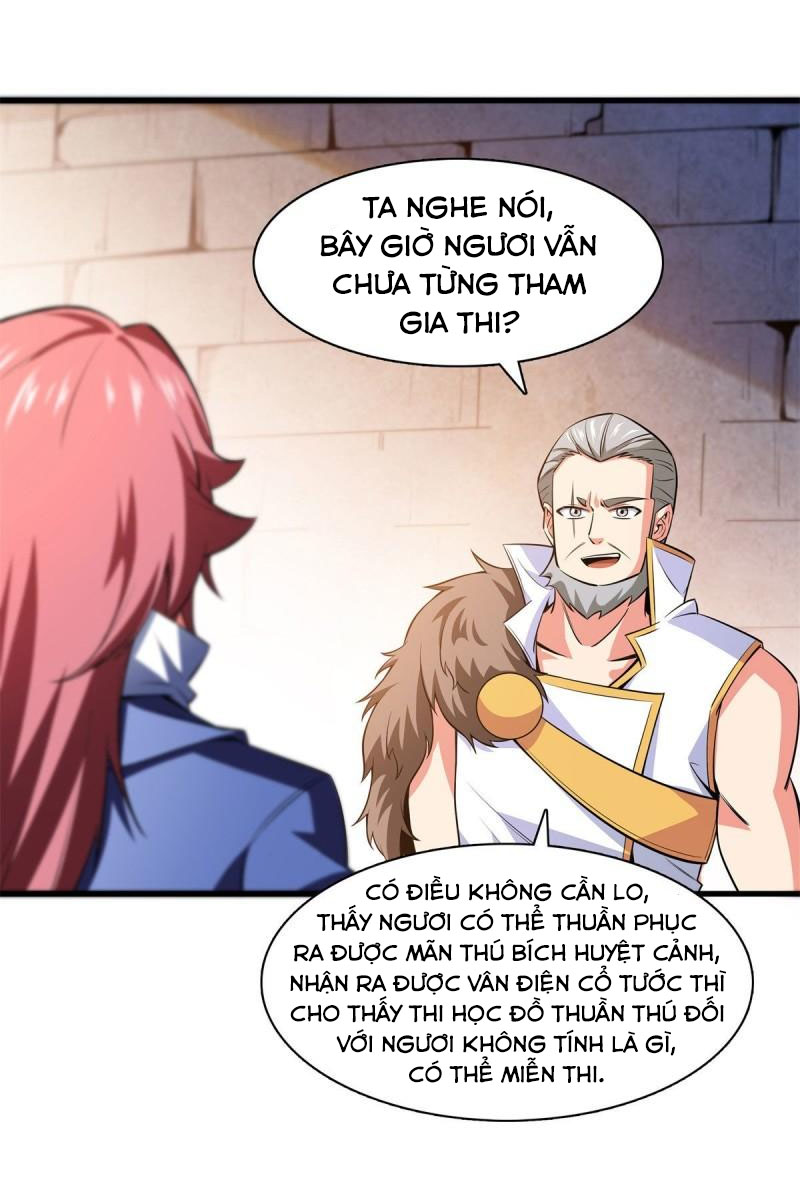 TA NGHE NÓI,
BÂY GIỜ NGƯƠI VẪN
CHƯA TỪNG THAM
GIA THI?
CÓ ĐIỀU KHÔNG CẦN LO,
THẤY NGƯƠI CÓ THỂ THUẦN PHỤC
RA ĐƯỢC MÃN THÚ BÍCH HUYỆT CẢNH,
NHẬN RA ĐƯỢC VÂN ĐIỆN CỔ TƯỚC THÌ
CHO THẤY THI HỌC ĐỒ THUẦN THÚ ĐỐI
VỚI NGƯƠI KHÔNG TÍNH LÀ GÌ,
CÓ THỂ MIỄN THI.